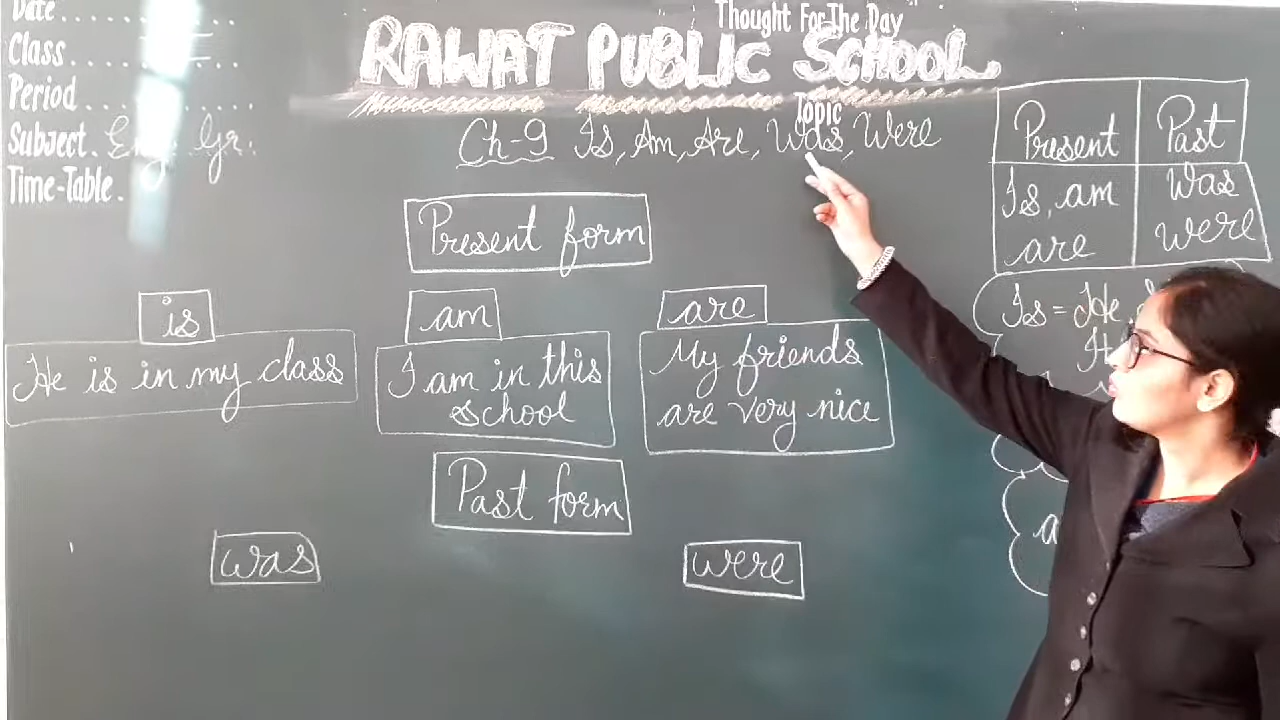 Date
Thought For The Day
RAWAT PUBLIC SCHOOL
Class
Period
Topic
Subject. Eng. Gr.
Ch-9 Is, Am, Are, Was, Were
Time-Table.
Present Past
Is, am Was
are were
Present form
is am are
He is in my class
I am in this
school
My friends
are very nice
Is = He
Past form
was were